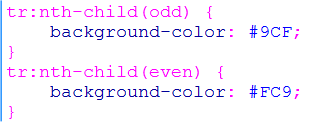 tr:nth-child(odd) {
    background-color: #9CF;
}
tr:nth-child(even) {
    background-color: #FC9;
}